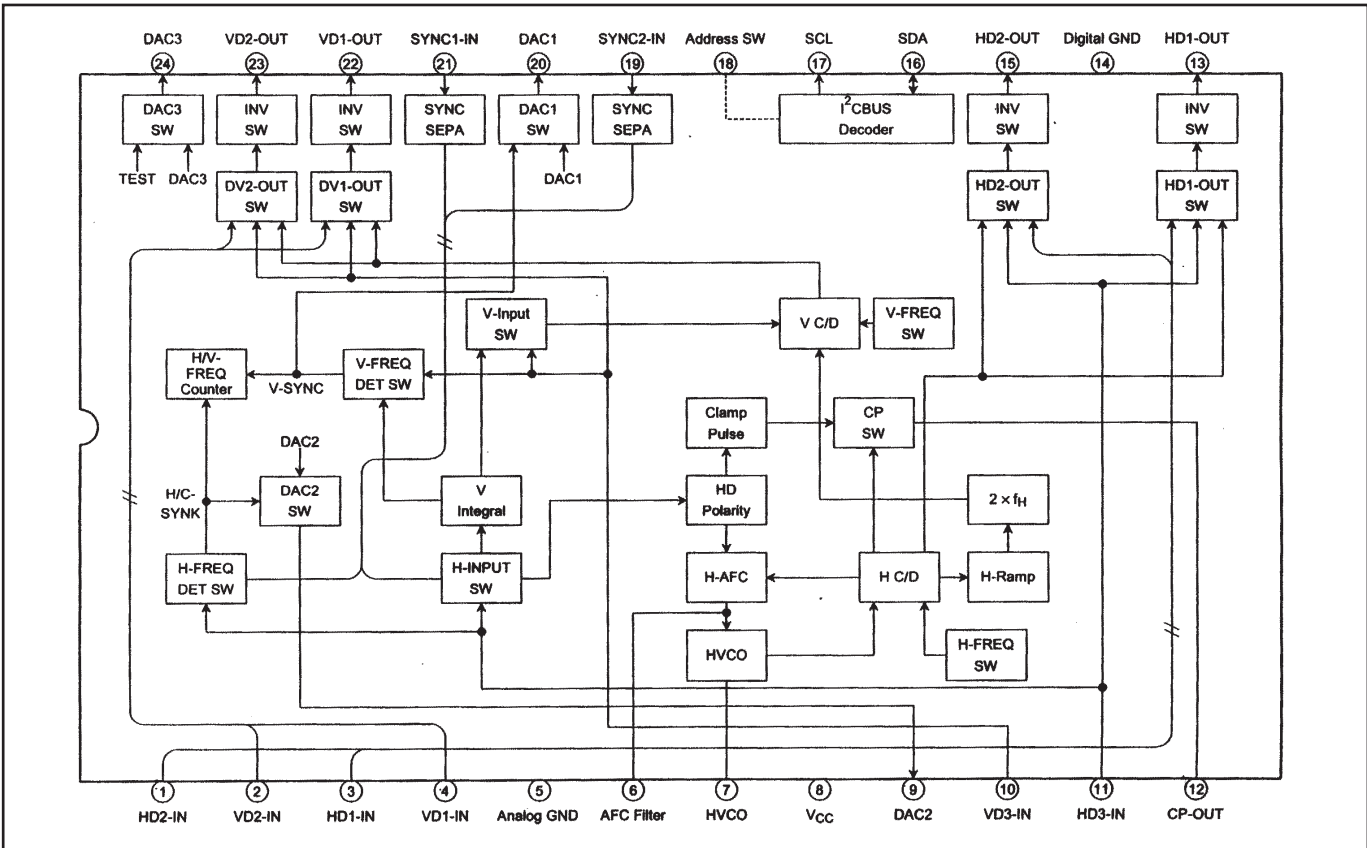 DAC3 VD2-OUT VD1-OUT SYNC1-IN DAC1 SYNC2-IN Address SW SCL SDA HD2-OUT Digital GND HD1-OUT
24 23 22 21 20 19 18 17 16 15 14 13
DAC3 SW
INV SW
INV SW
SYNC SEPA
DAC1 SW
SYNC SEPA
I²CBUS Decoder
INV SW
INV SW
TEST DAC3
DV2-OUT SW
DV1-OUT SW
DAC1
HD2-OUT SW
HD1-OUT SW
V-Input SW
V C/D
V-FREQ SW
H/V-FREQ Counter
V-SYNC
V-FREQ DET SW
Clamp Pulse
CP SW
DAC2
H/C-SYNK
DAC2 SW
V Integral
HD Polarity
2 × fH
H-FREQ DET SW
H-INPUT SW
H-AFC
H C/D
H-Ramp
HVCO
H-FREQ SW
1 2 3 4 5 6 7 8 9 10 11 12
HD2-IN VD2-IN HD1-IN VD1-IN Analog GND AFC Filter HVCO VCC DAC2 VD3-IN HD3-IN CP-OUT